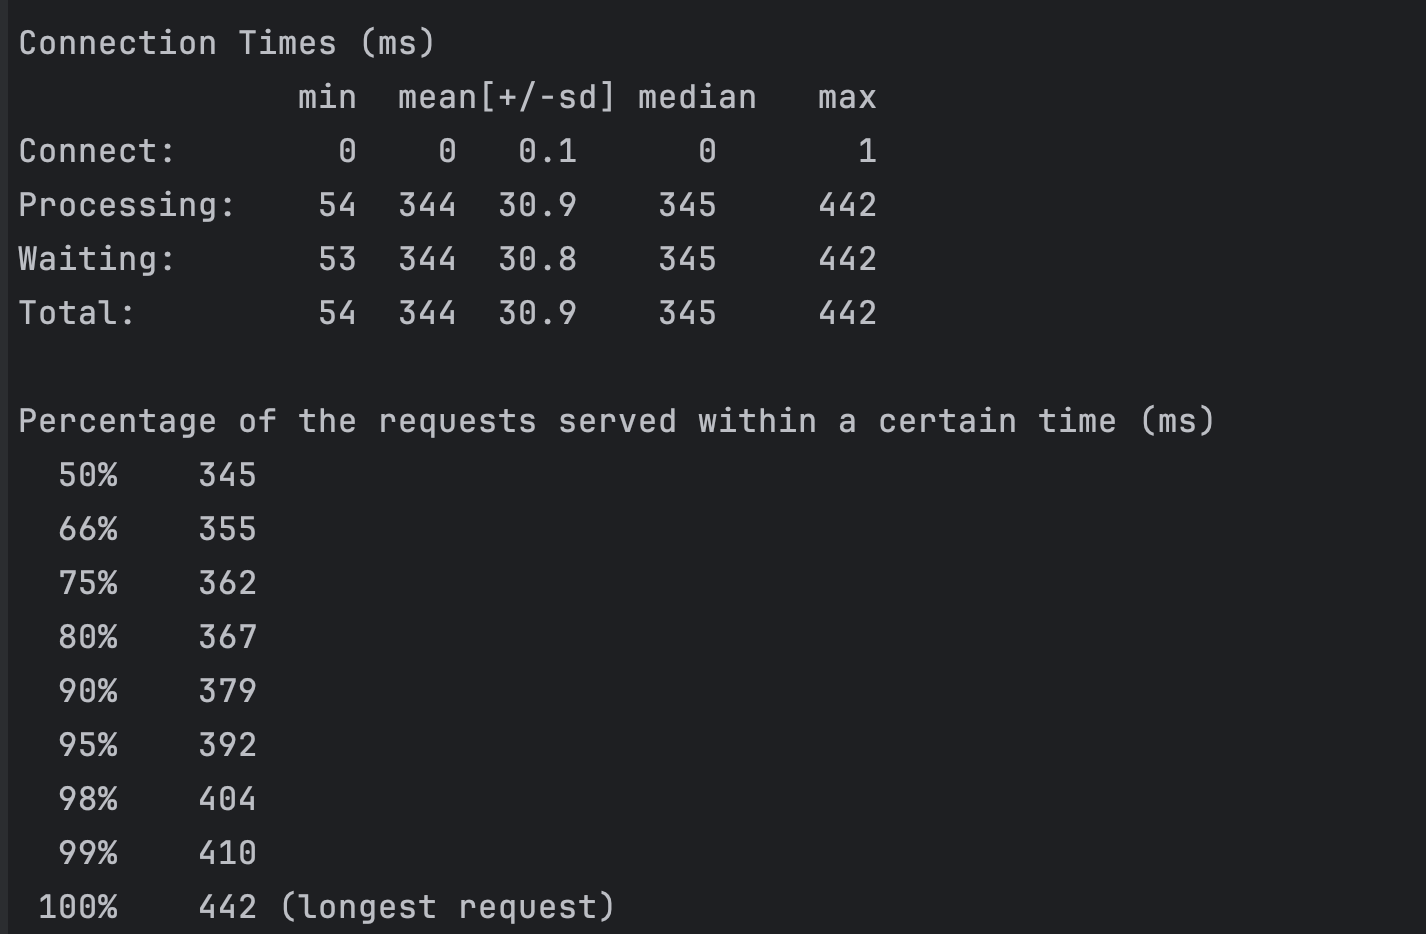 Connection Times (ms)
              min  mean[+/-sd] median   max
Connect:        0    0   0.1      0       1
Processing:    54  344  30.9    345     442
Waiting:       53  344  30.8    345     442
Total:         54  344  30.9    345     442

Percentage of the requests served within a certain time (ms)
  50%    345
  66%    355
  75%    362
  80%    367
  90%    379
  95%    392
  98%    404
  99%    410
 100%    442 (longest request)